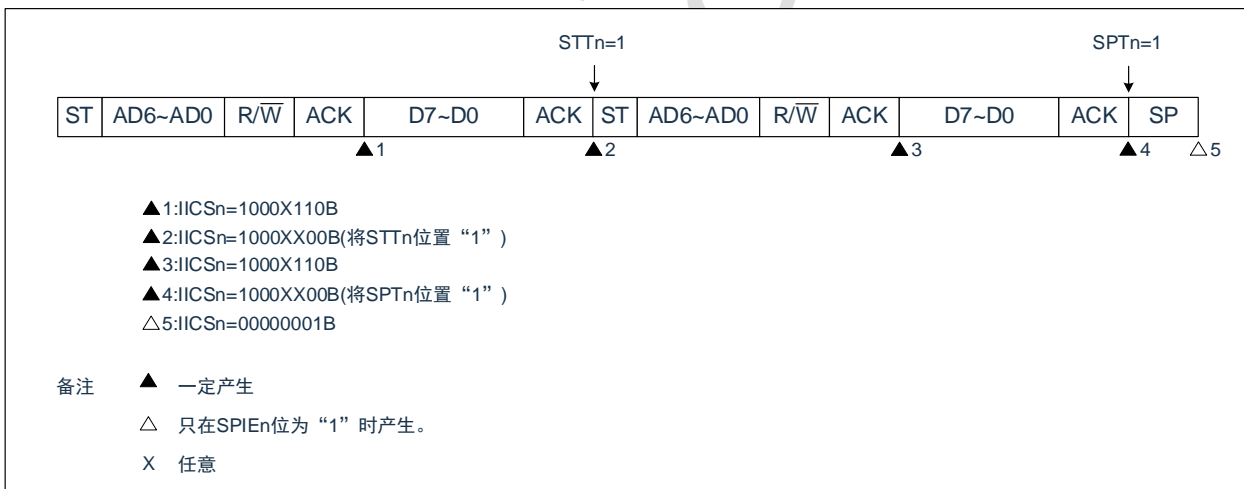 STTn=1 SPTn=1
ST AD6~AD0 R/W ACK D7~D0 ACK ST AD6~AD0 R/W ACK D7~D0 ACK SP
▲1 ▲2 ▲3 ▲4 △5
▲1:IICSn=1000X110B
▲2:IICSn=1000XX00B(将STTn位置“1”)
▲3:IICSn=1000X110B
▲4:IICSn=1000XX00B(将SPTn位置“1”)
△5:IICSn=00000001B
备注 ▲ 一定产生
△ 只在SPIEn位为“1”时产生。
X 任意